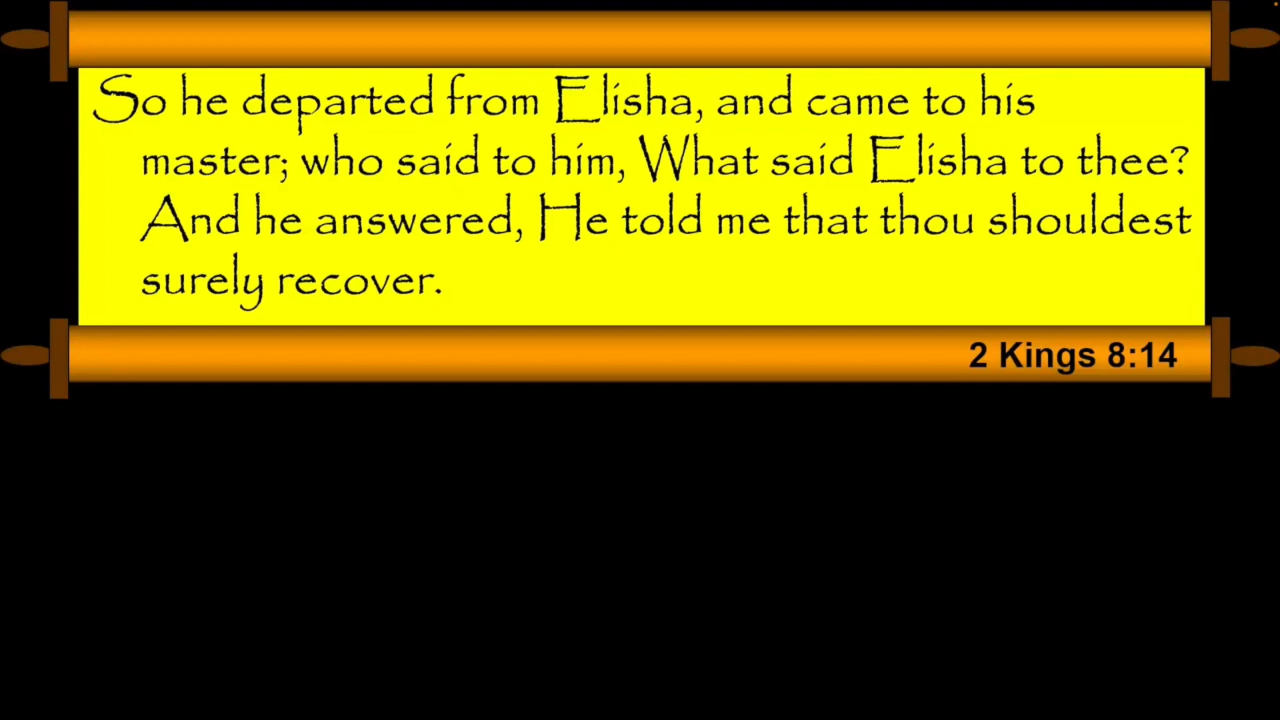 So he departed from Elisha, and came to his
master; who said to him, What said Elisha to thee?
And he answered, He told me that thou shouldest
surely recover.
2 Kings 8:14